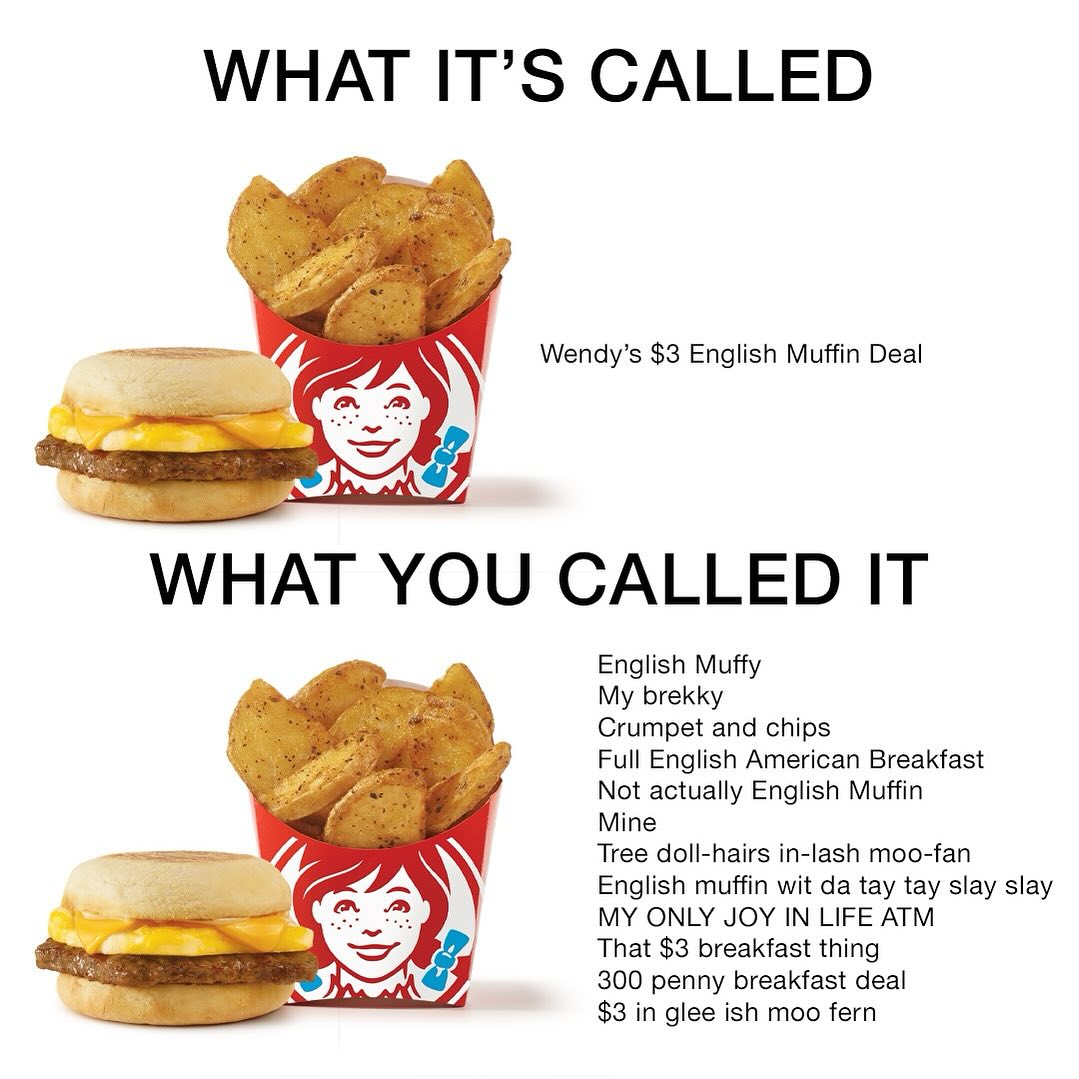 WHAT IT’S CALLED
Wendy’s $3 English Muffin Deal
WHAT YOU CALLED IT
English Muffy
My brekky
Crumpet and chips
Full English American Breakfast
Not actually English Muffin
Mine
Tree doll-hairs in-lash moo-fan
English muffin wit da tay tay slay slay
MY ONLY JOY IN LIFE ATM
That $3 breakfast thing
300 penny breakfast deal
$3 in glee ish moo fern